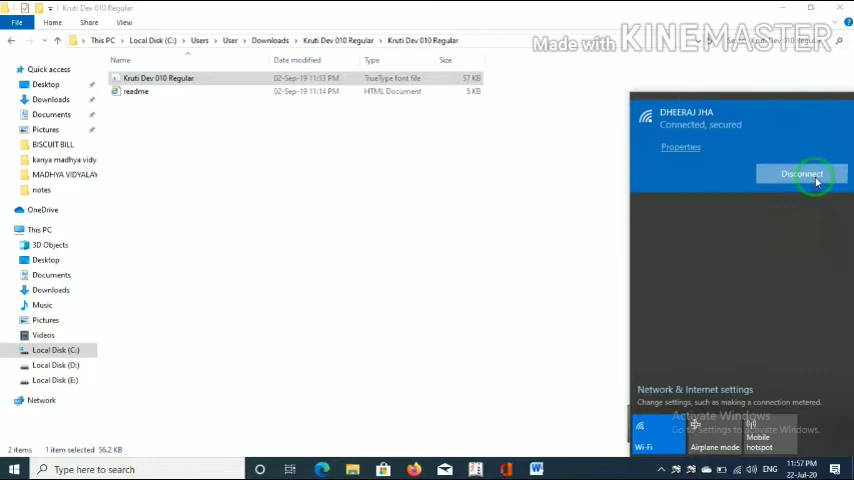 Kruti Dev 010 Regular
File
Home
Share
View
This PC
Local Disk (C:)
Users
User
Downloads
Kruti Dev 010 Regular
Kruti Dev 010 Regular
Made with KINEMASTER
Name
Date modified
Type
Size
Kruti Dev 010 Regular
02-Sep-19 11:13 PM
TrueType font file
57 KB
readme
02-Sep-19 11:14 PM
HTML Document
5 KB
Quick access
Desktop
Downloads
Documents
Pictures
BISCUIT BILL
kanya madhya vidy
MADHYA VIDYALAY
notes
OneDrive
This PC
3D Objects
Desktop
Documents
Downloads
Music
Pictures
Videos
Local Disk (C:)
Local Disk (D:)
Local Disk (E:)
Network
DHEERAJ JHA
Connected, secured
Properties
Disconnect
Network & Internet settings
Change settings, such as making a connection metered.
Activate Windows
Go to Settings to activate Windows.
Wi-Fi
Airplane mode
Mobile hotspot
2 items
1 item selected 56.2 KB
Type here to search
ENG
11:57 PM
22-Jul-20